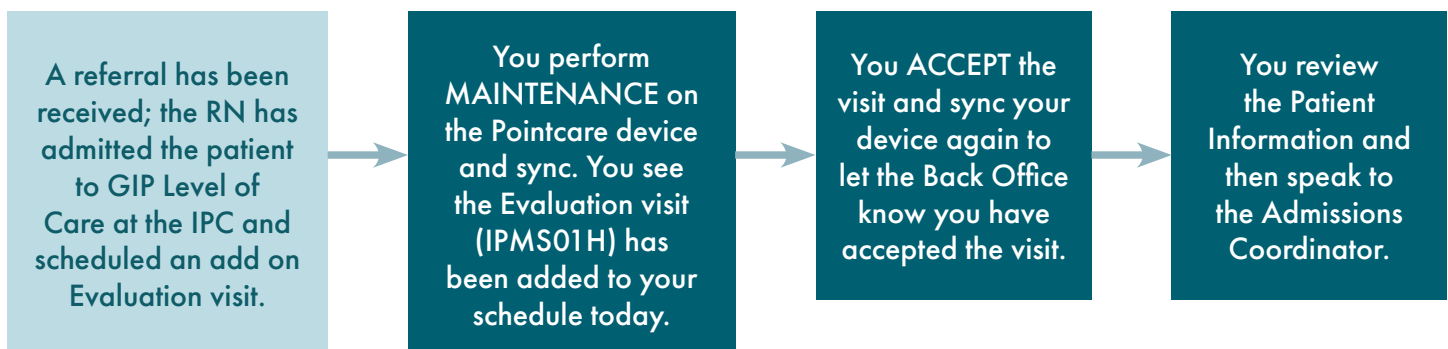 A referral has been
received; the RN has
admitted the patient
to GIP Level of
Care at the IPC and
scheduled an add on
Evaluation visit.
You perform
MAINTENANCE on
the Pointcare device
and sync. You see
the Evaluation visit
(IPMS01H) has
been added to your
schedule today.
You ACCEPT the
visit and sync your
device again to
let the Back Office
know you have
accepted the visit.
You review
the Patient
Information and
then speak to
the Admissions
Coordinator.